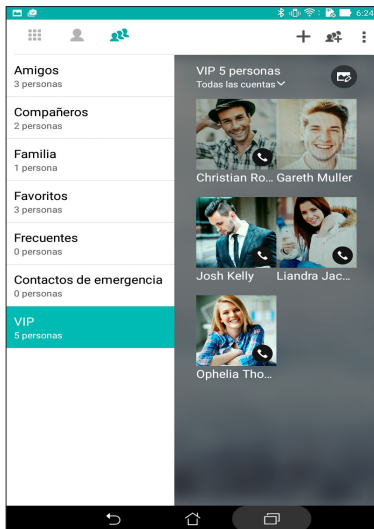 6:24
Amigos
3 personas
Compañeros
2 personas
Familia
1 persona
Favoritos
3 personas
Frecuentes
0 personas
Contactos de emergencia
0 personas
VIP
5 personas
VIP 5 personas
Todas las cuentas
Christian Ro... Gareth Muller
Josh Kelly Liandra Jac...
Ophelia Tho...